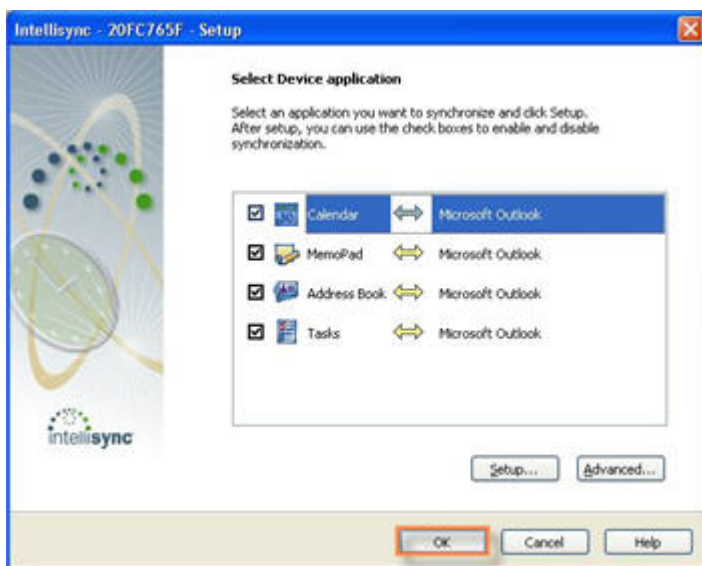 Intellisync - 20FC765F - Setup
Select Device application
Select an application you want to synchronize and click Setup.
After setup, you can use the check boxes to enable and disable
synchronization.
Calendar Microsoft Outlook
MemoPad Microsoft Outlook
Address Book Microsoft Outlook
Tasks Microsoft Outlook
intellisync
Setup... Advanced...
OK Cancel Help